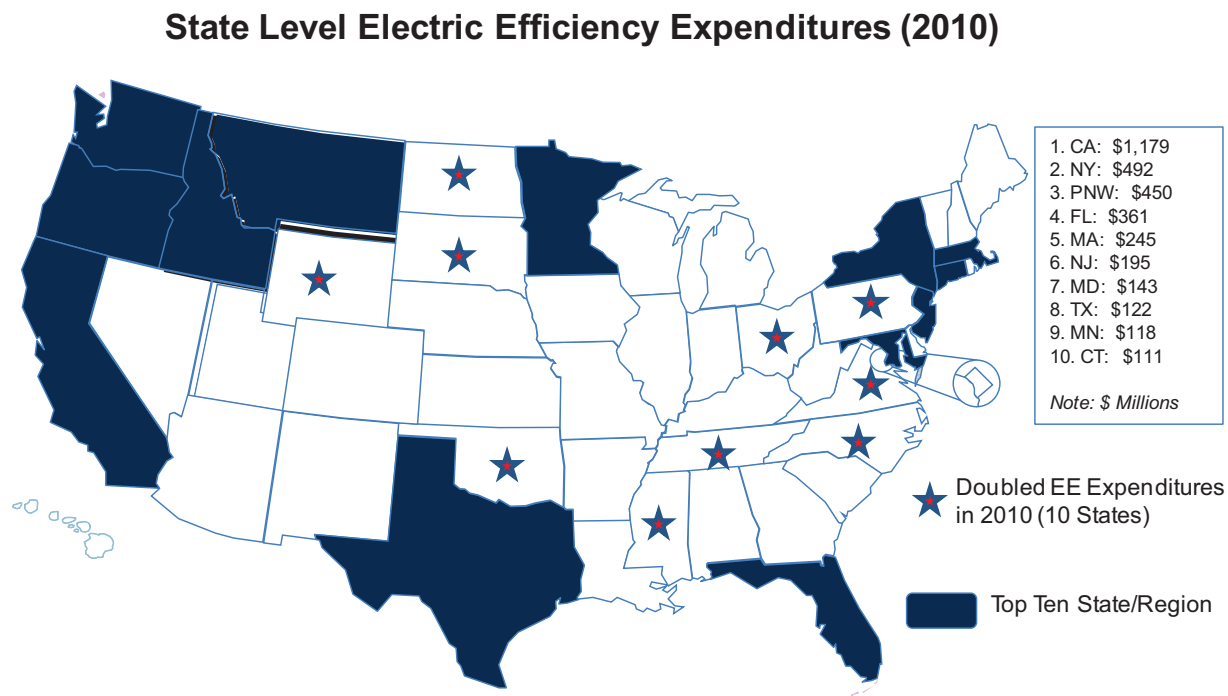 State Level Electric Efficiency Expenditures (2010)
1. CA: $1,179
2. NY: $492
3. PNW: $450
4. FL: $361
5. MA: $245
6. NJ: $195
7. MD: $143
8. TX: $122
9. MN: $118
10. CT: $111
Note: $ Millions
Doubled EE Expenditures
in 2010 (10 States)
Top Ten State/Region